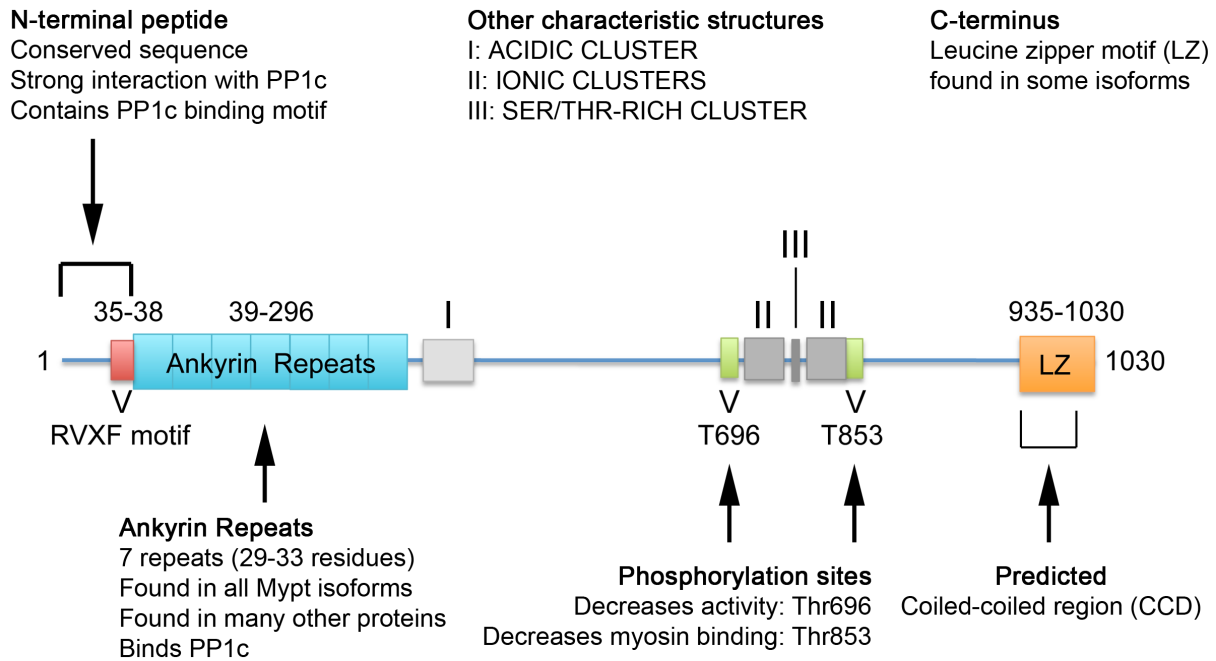 N-terminal peptide
Conserved sequence
Strong interaction with PP1c
Contains PP1c binding motif
Other characteristic structures
I: ACIDIC CLUSTER
II: IONIC CLUSTERS
III: SER/THR-RICH CLUSTER
C-terminus
Leucine zipper motif (LZ)
found in some isoforms
III
35-38
39-296
I
II
II
935-1030
1
Ankyrin Repeats
LZ
1030
V
RVXF motif
V
T696
V
T853
Ankyrin Repeats
7 repeats (29-33 residues)
Found in all Mypt isoforms
Found in many other proteins
Binds PP1c
Phosphorylation sites
Decreases activity: Thr696
Decreases myosin binding: Thr853
Predicted
Coiled-coiled region (CCD)